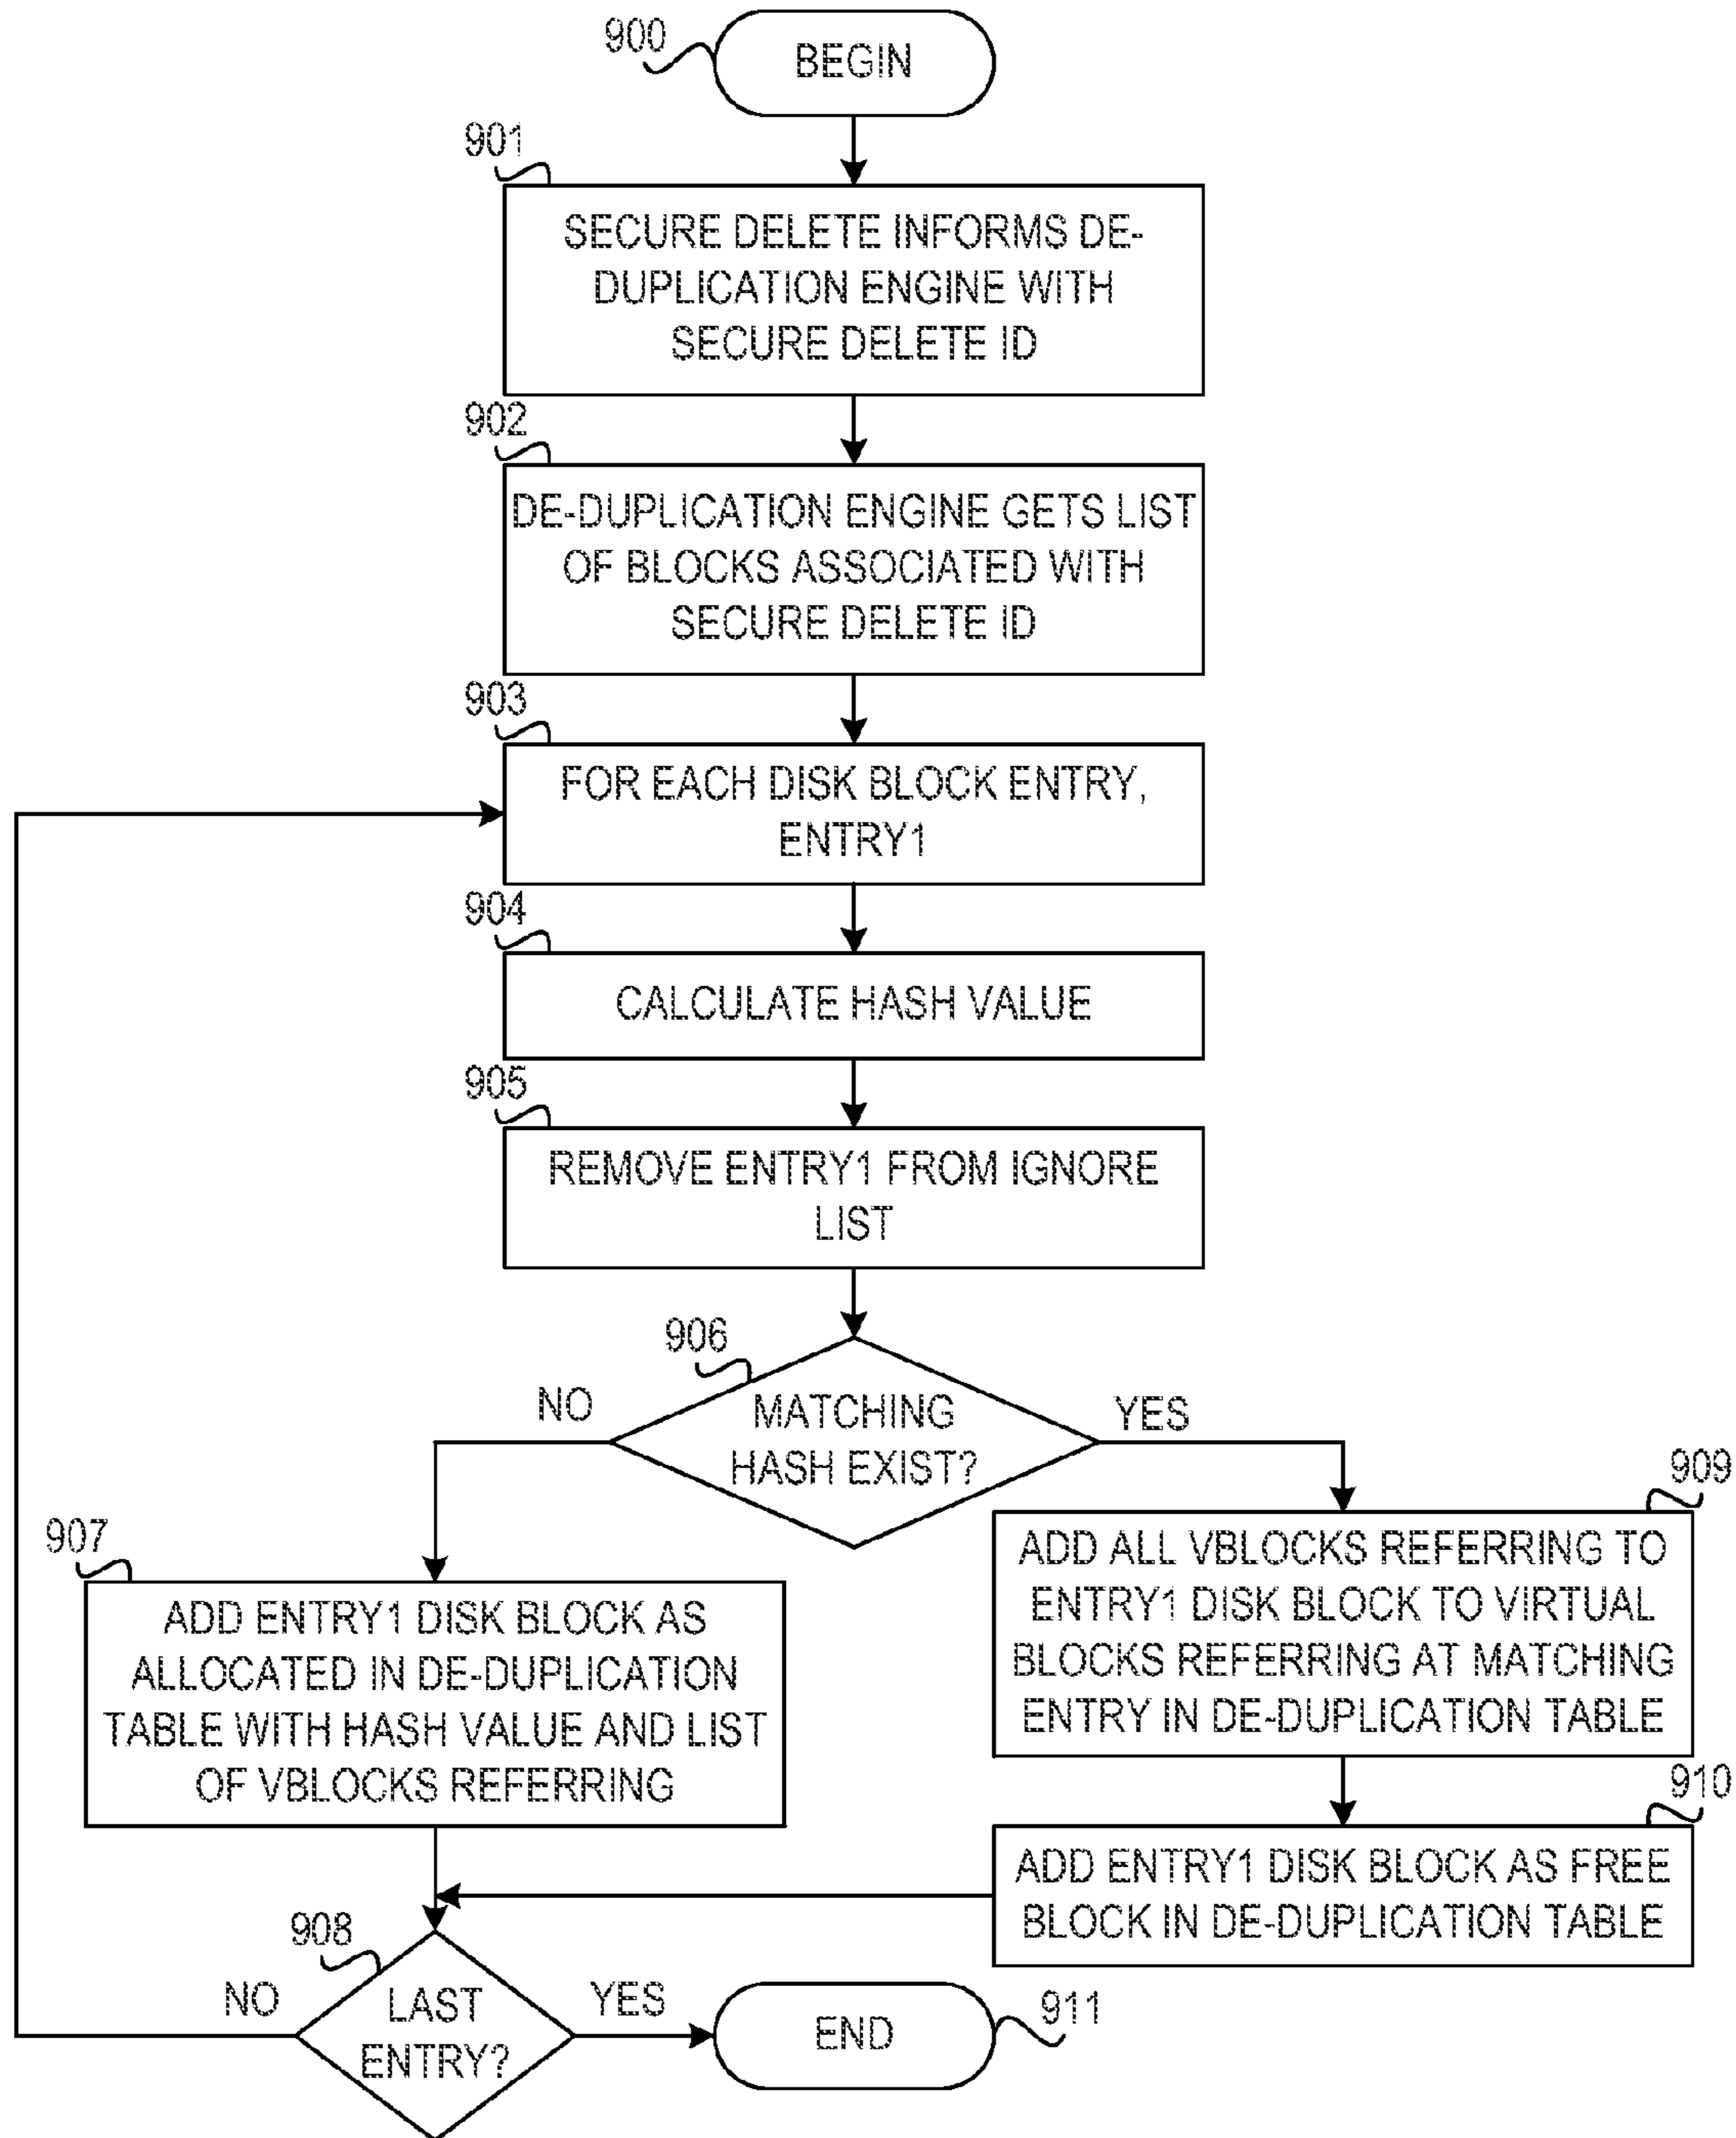 900
BEGIN
901
SECURE DELETE INFORMS DE-
DUPLICATION ENGINE WITH
SECURE DELETE ID
902
DE-DUPLICATION ENGINE GETS LIST
OF BLOCKS ASSOCIATED WITH
SECURE DELETE ID
903
FOR EACH DISK BLOCK ENTRY,
ENTRY1
904
CALCULATE HASH VALUE
905
REMOVE ENTRY1 FROM IGNORE
LIST
906
MATCHING
HASH EXIST?
NO
YES
907
ADD ENTRY1 DISK BLOCK AS
ALLOCATED IN DE-DUPLICATION
TABLE WITH HASH VALUE AND LIST
OF VBLOCKS REFERRING
909
ADD ALL VBLOCKS REFERRING TO
ENTRY1 DISK BLOCK TO VIRTUAL
BLOCKS REFERRING AT MATCHING
ENTRY IN DE-DUPLICATION TABLE
910
ADD ENTRY1 DISK BLOCK AS FREE
BLOCK IN DE-DUPLICATION TABLE
908
LAST
ENTRY?
NO
YES
END
911